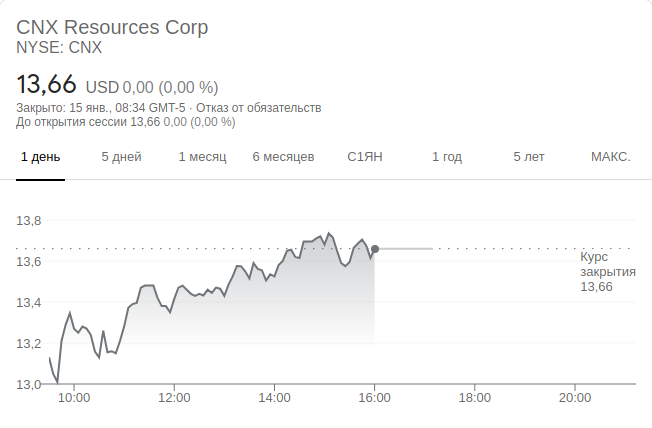 CNX Resources Corp
NYSE: CNX
13,66 USD 0,00 (0,00 %)
Закрыто: 15 янв., 08:34 GMT-5 · Отказ от обязательств
До открытия сессии 13,66 0,00 (0,00 %)
1 день 5 дней 1 месяц 6 месяцев С1ЯН 1 год 5 лет МАКС.
13,8
13,6
13,4
13,2
13,0
Курс
закрытия
13,66
10:00 12:00 14:00 16:00 18:00 20:00